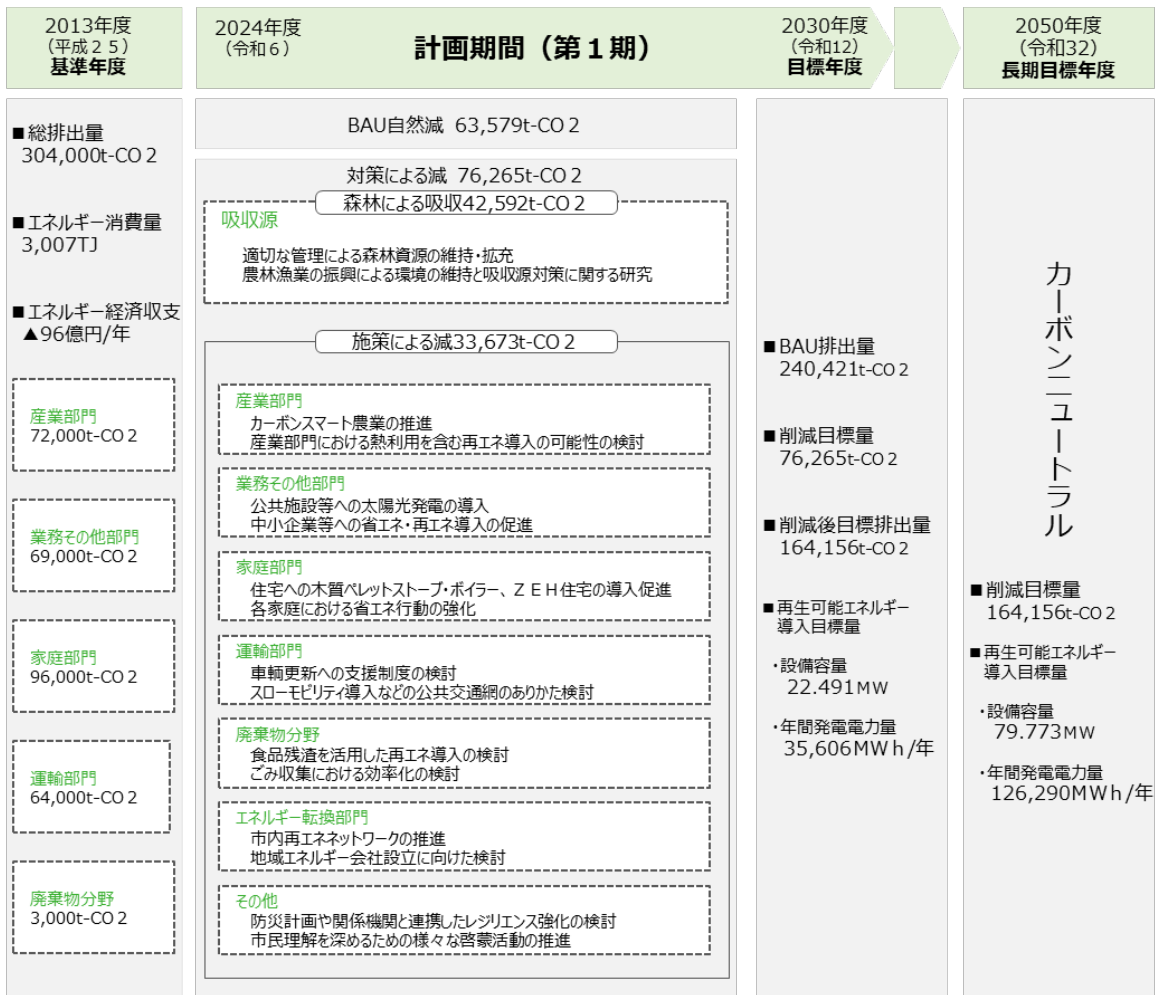 2013年度
(平成25)
基準年度
2024年度
(令和6)
計画期間（第1期）
2030年度
(令和12)
目標年度
2050年度
(令和32)
長期目標年度
■総排出量
304,000t-CO2
■エネルギー消費量
3,007TJ
■エネルギー経済収支
▲96億円/年
産業部門
72,000t-CO2
業務その他部門
69,000t-CO2
家庭部門
96,000t-CO2
運輸部門
64,000t-CO2
廃棄物分野
3,000t-CO2
BAU自然減 63,579t-CO2
対策による減 76,265t-CO2
森林による吸収42,592t-CO2
吸収源
適切な管理による森林資源の維持・拡充
農林漁業の振興による環境の維持と吸収源対策に関する研究
施策による減33,673t-CO2
産業部門
カーボンスマート農業の推進
産業部門における熱利用を含む再エネ導入の可能性の検討
業務その他部門
公共施設等への太陽光発電の導入
中小企業等への省エネ・再エネ導入の促進
家庭部門
住宅への木質ペレットストーブ・ボイラー、ZEH住宅の導入促進
各家庭における省エネ行動の強化
運輸部門
車輌更新への支援制度の検討
スローモビリティ導入などの公共交通網のありかた検討
廃棄物分野
食品残渣を活用した再エネ導入の検討
ごみ収集における効率化の検討
エネルギー転換部門
市内再エネネットワークの推進
地域エネルギー会社設立に向けた検討
その他
防災計画や関係機関と連携したレジリエンス強化の検討
市民理解を深めるための様々な啓蒙活動の推進
■BAU排出量
240,421t-CO2
■削減目標量
76,265t-CO2
■削減後目標排出量
164,156t-CO2
■再生可能エネルギー
導入目標量
・設備容量
22.491MW
・年間発電電力量
35,606MWh/年
カーボンニュートラル
■削減目標量
164,156t-CO2
■再生可能エネルギー
導入目標量
・設備容量
79.773MW
・年間発電電力量
126,290MWh/年